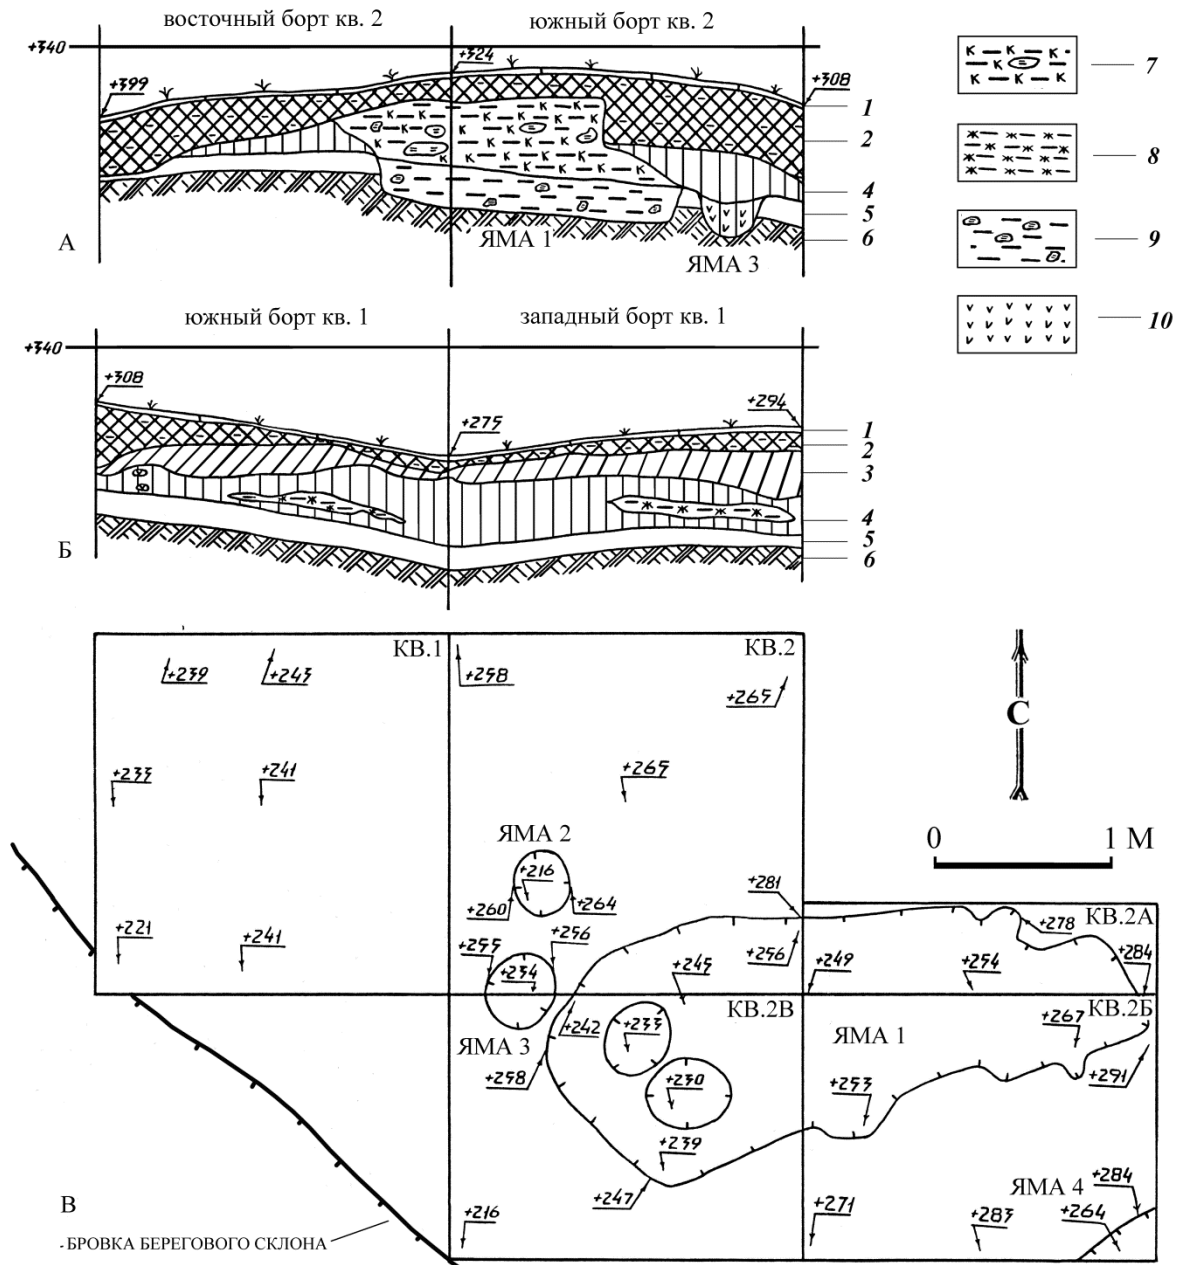 восточный борт кв. 2
южный борт кв. 2
+340
+399
+324
+308
1
2
4
5
6
А
ЯМА 1
ЯМА 3
7
8
9
10
южный борт кв. 1
западный борт кв. 1
+340
+308
+275
+294
1
2
3
4
5
6
Б
КВ.1
КВ.2
+239
+243
+258
+265
+233
+241
+265
С
0
1 М
ЯМА 2
+216
+260
+264
+281
КВ.2А
+278
+221
+241
+255
+256
+234
+245
+256
+249
+254
+284
КВ.2В
КВ.2Б
ЯМА 3
+242
+233
ЯМА 1
+267
+258
+230
+253
+291
+239
+247
В
+216
+271
ЯМА 4
+284
+283
+264
БРОВКА БЕРЕГОВОГО СКЛОНА